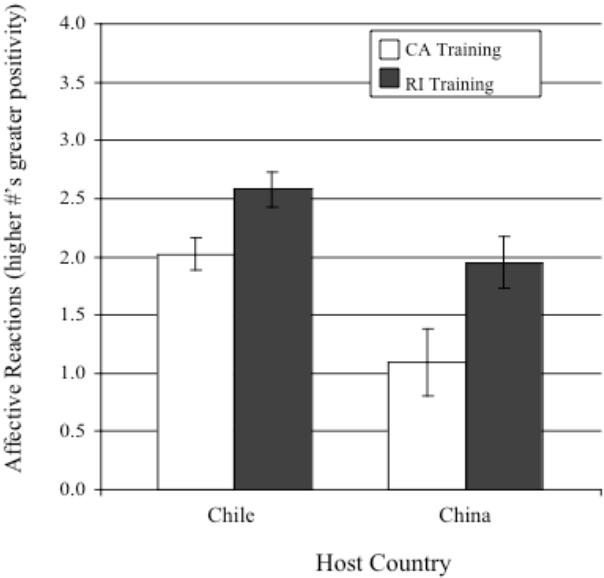 Affective Reactions (higher #'s greater positivity)
4.0
3.5
3.0
2.5
2.0
1.5
1.0
0.5
0.0
CA Training
RI Training
Chile
China
Host Country